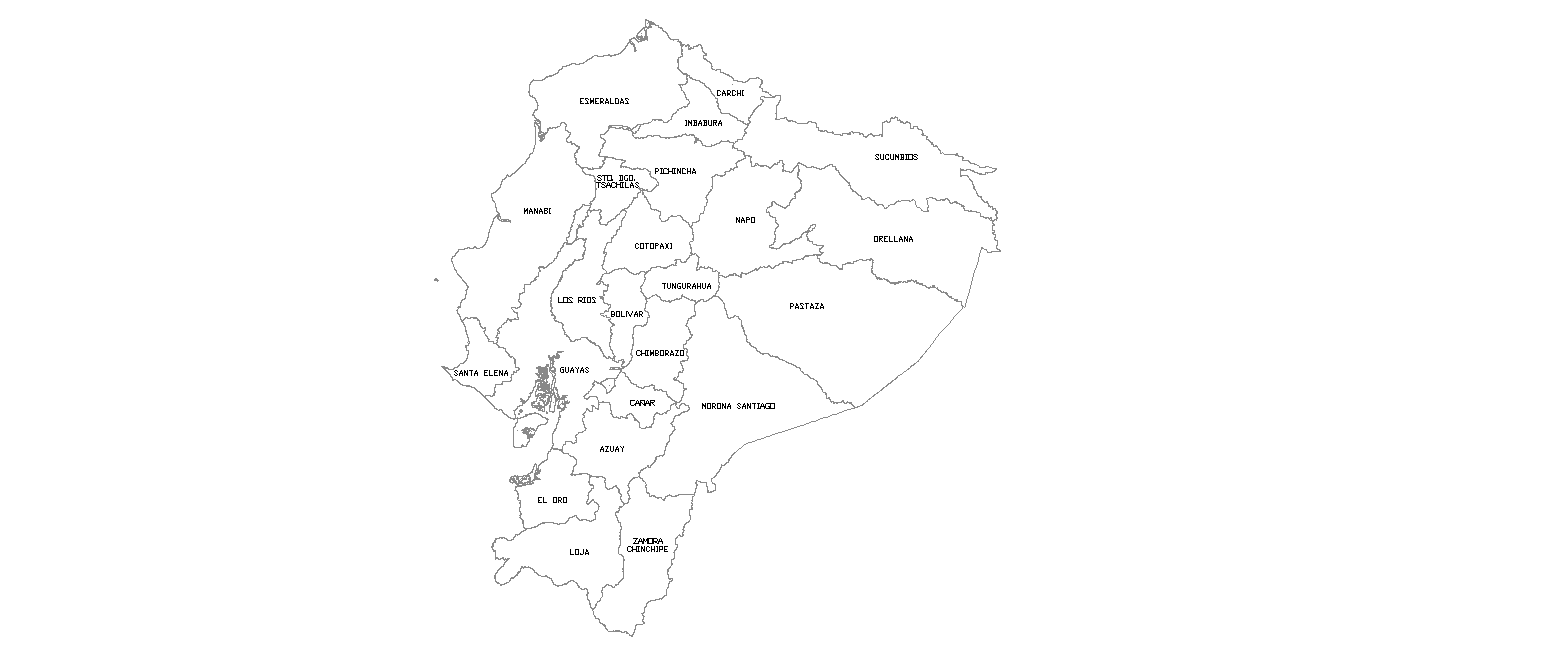 CARCHI
ESMERALDAS
IMBABURA
SUCUMBIOS
PICHINCHA
STO. DGO.
TSACHILAS
MANABI
NAPO
ORELLANA
COTOPAXI
TUNGURAHUA
LOS RIOS
PASTAZA
BOLIVAR
CHIMBORAZO
GUAYAS
SANTA ELENA
CAÑAR
MORONA SANTIAGO
AZUAY
EL ORO
ZAMORA
CHINCHIPE
LOJA